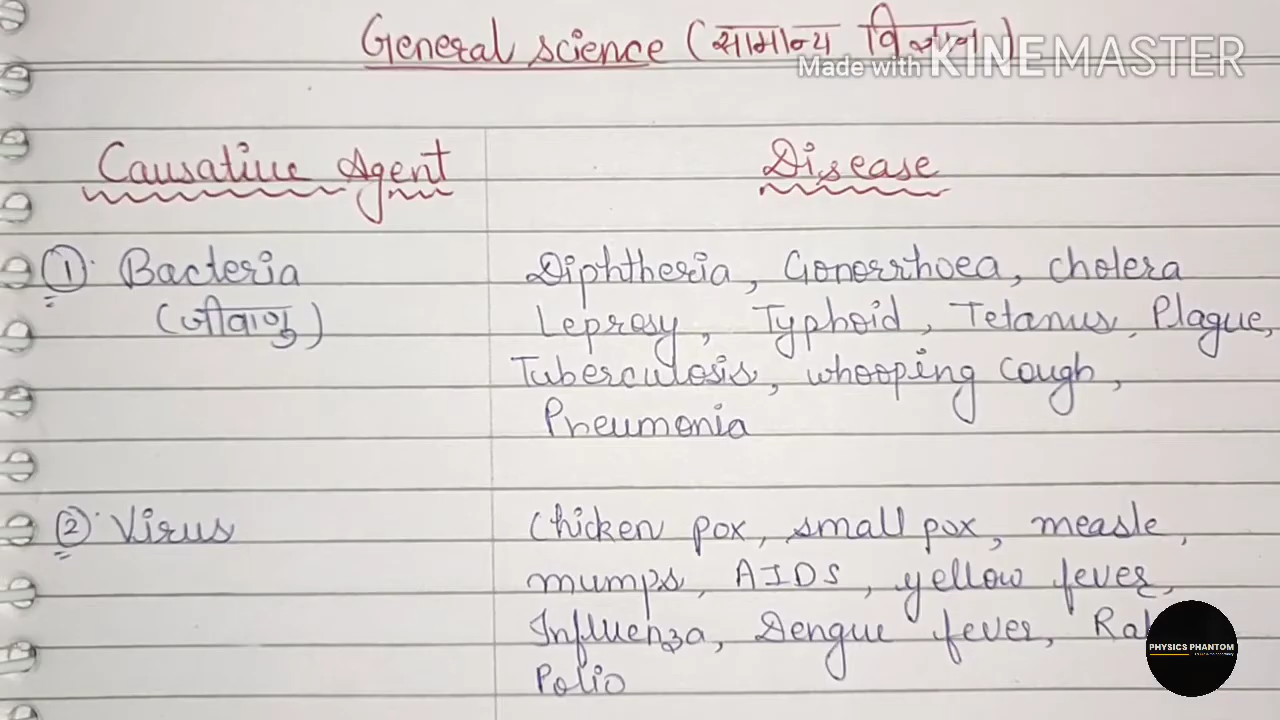 General science (सामान्य विज्ञान)
Made with KINEMASTER
Causative Agent Disease
① Bacteria Diphtheria, Gonorrhoea, cholera
(जीवाणु) Leprosy, Typhoid, Tetanus, Plague,
Tuberculosis, whooping cough,
Pneumonia
② Virus Chicken pox, small pox, measle,
mumps, AIDS, yellow fever,
Influenza, Dengue fever,
PHYSICS PHANTOM
Polio